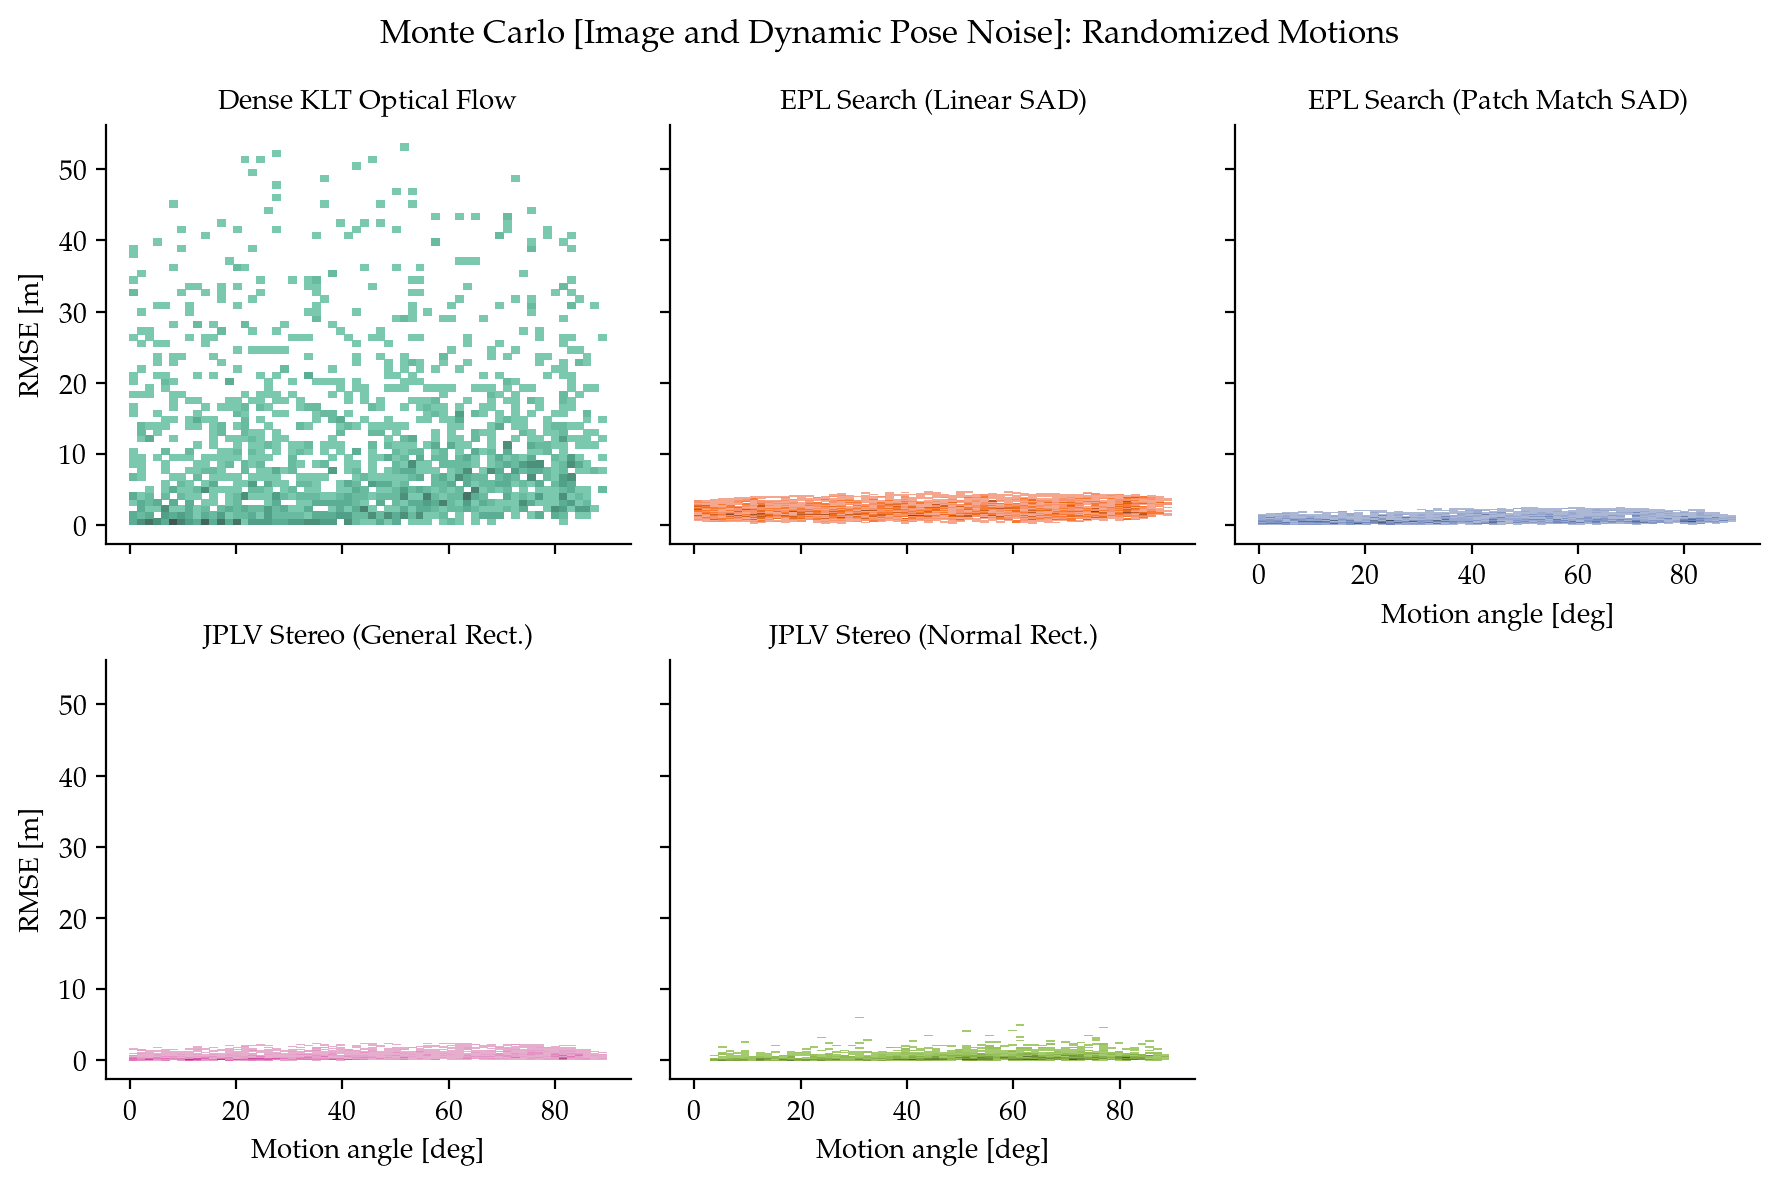 Monte Carlo [Image and Dynamic Pose Noise]: Randomized Motions
Dense KLT Optical Flow
EPL Search (Linear SAD)
EPL Search (Patch Match SAD)
50
40
30
20
10
0
RMSE [m]
0 20 40 60 80
Motion angle [deg]
JPLV Stereo (General Rect.)
JPLV Stereo (Normal Rect.)
50
40
30
20
10
0
RMSE [m]
0 20 40 60 80
Motion angle [deg]
0 20 40 60 80
Motion angle [deg]